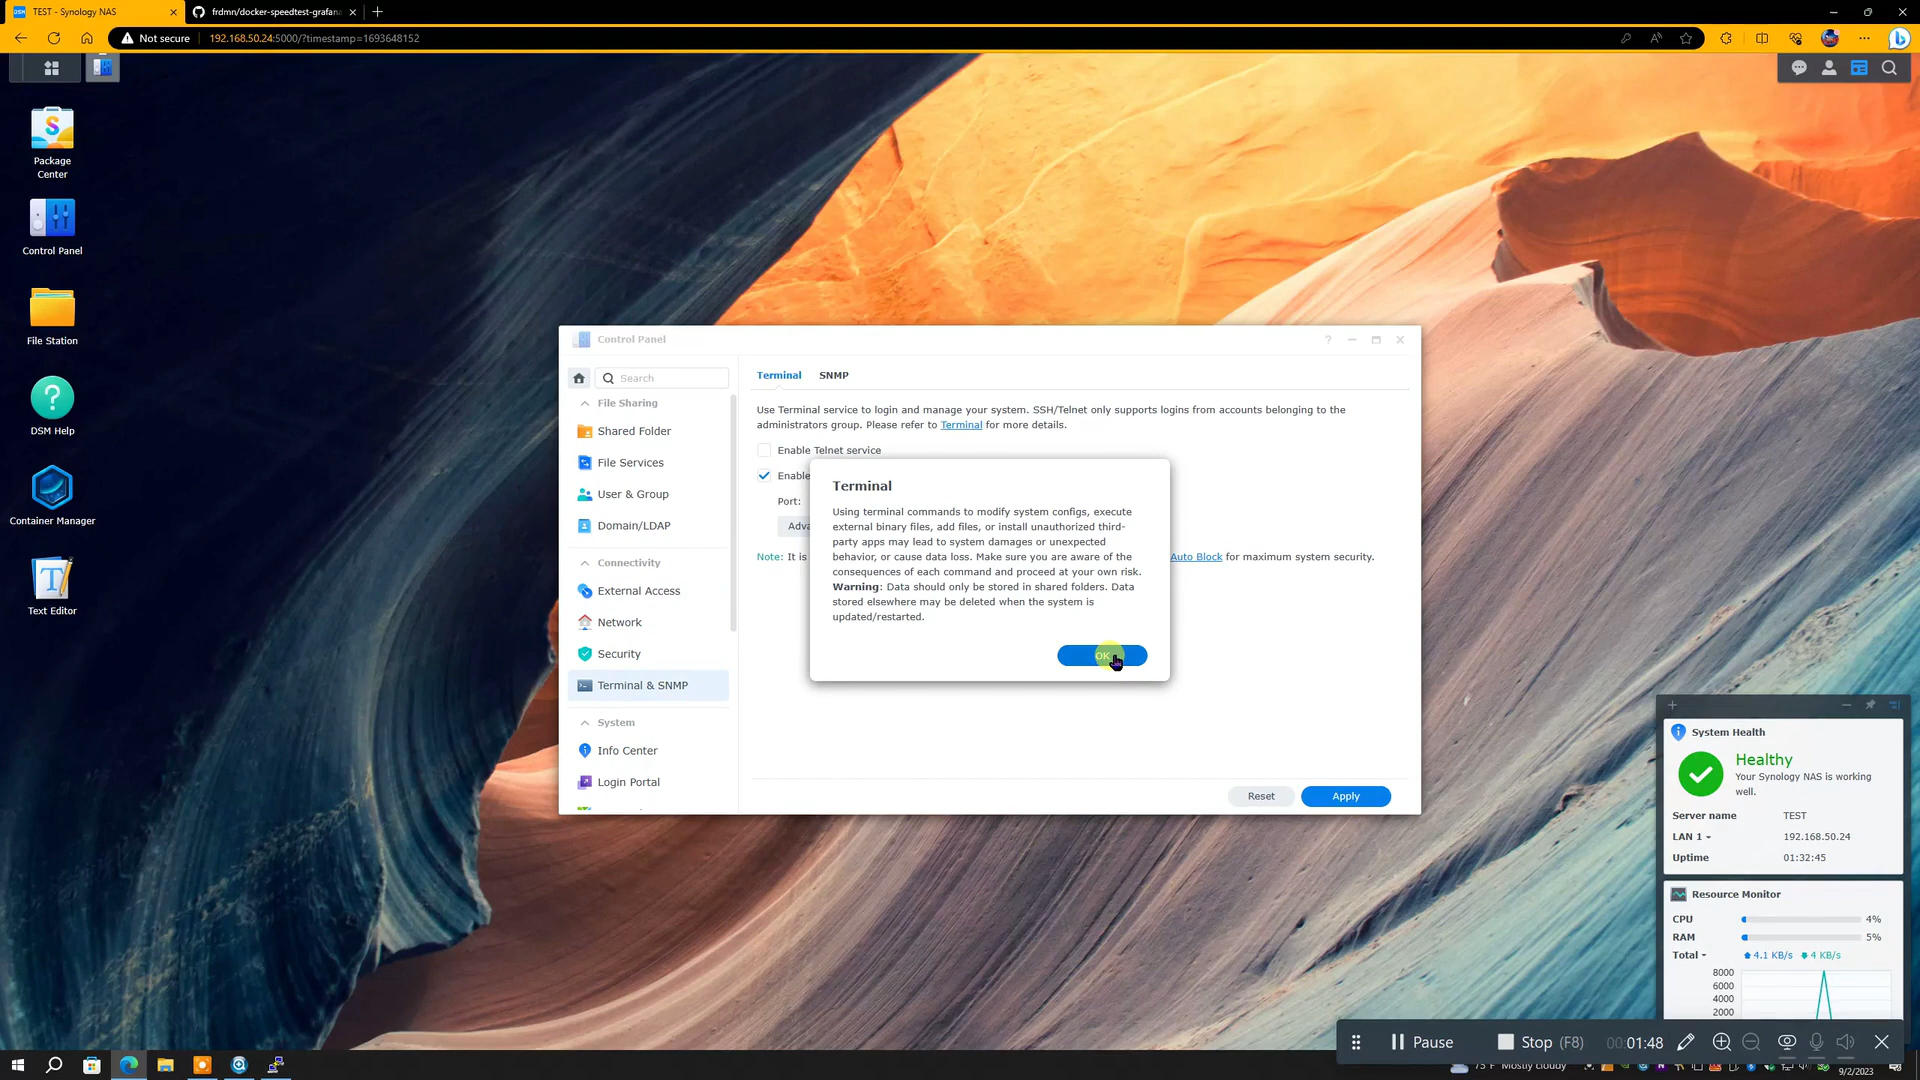 TEST - Synology NAS
frdmn/docker-speedtest-grafana
Not secure
192.168.50.24:5000/?timestamp=1693648152
Package
Center
Control Panel
File Station
DSM Help
Container Manager
Text Editor
Control Panel
Search
File Sharing
Shared Folder
File Services
User & Group
Domain/LDAP
Connectivity
External Access
Network
Security
Terminal & SNMP
System
Info Center
Login Portal
Terminal
SNMP
Use Terminal service to login and manage your system. SSH/Telnet only supports logins from accounts belonging to the
administrators group. Please refer to Terminal for more details.
Enable Telnet service
Enable
Port:
Note: It is
Auto Block for maximum system security.
Terminal
Using terminal commands to modify system configs, execute
external binary files, add files, or install unauthorized third-
party apps may lead to system damages or unexpected
behavior, or cause data loss. Make sure you are aware of the
consequences of each command and proceed at your own risk.
Warning: Data should only be stored in shared folders. Data
stored elsewhere may be deleted when the system is
updated/restarted.
OK
Reset
Apply
System Health
Healthy
Your Synology NAS is working
well.
Server name TEST
LAN 1 192.168.50.24
Uptime 01:32:45
Resource Monitor
CPU 4%
RAM 5%
Total 4.1 KB/s 4 KB/s
8000
6000
4000
2000
Pause
Stop (F8)
00:01:48
75°F Mostly cloudy
9/2/2023